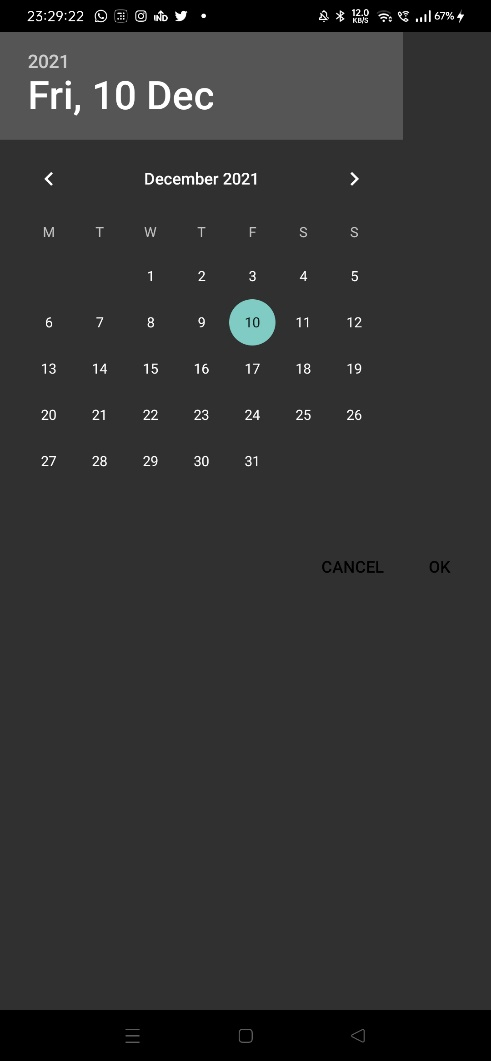 23:29:22 IND 12.0 KB/S 67%
2021
Fri, 10 Dec
December 2021
M T W T F S S
1 2 3 4 5
6 7 8 9 10 11 12
13 14 15 16 17 18 19
20 21 22 23 24 25 26
27 28 29 30 31
CANCEL OK